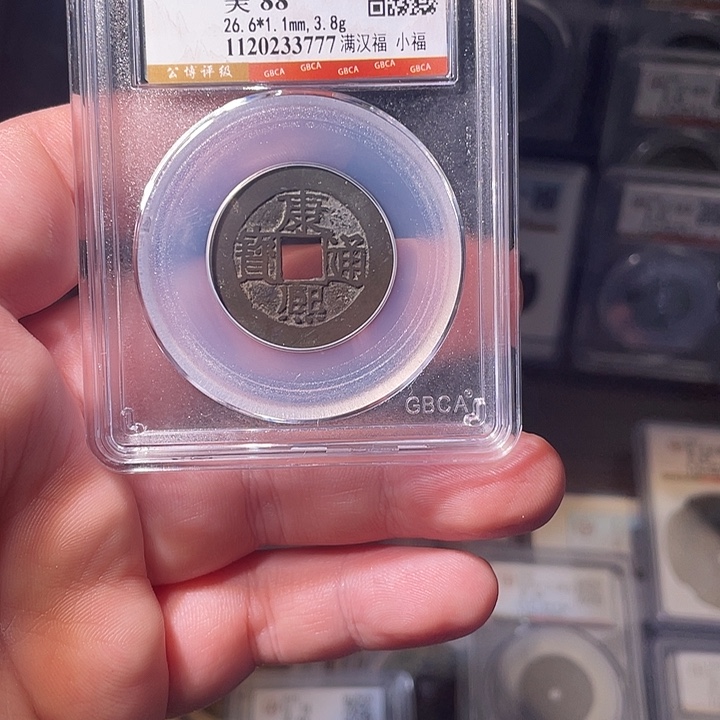 美 88
26.6*1.1mm, 3.8g
1120233777 满汉福 小福
公博评级 GBCA GBCA GBCA GBCA GBCA
康熙通寳
GBCA